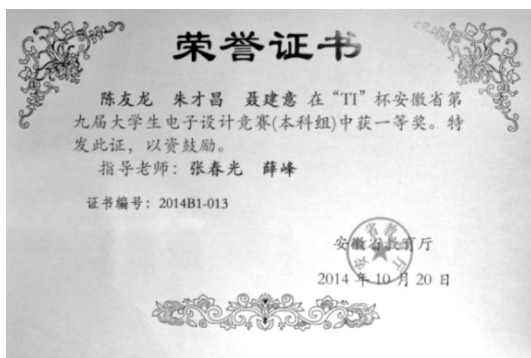 荣誉证书
陈友龙 朱才昌 聂建意 在“TI”杯安徽省第
九届大学生电子设计竞赛(本科组)中获一等奖。特
发此证，以资鼓励。
指导老师：张春光 薛峰
证书编号：2014B1-013
安徽省教育厅
2014 年 10 月 20 日